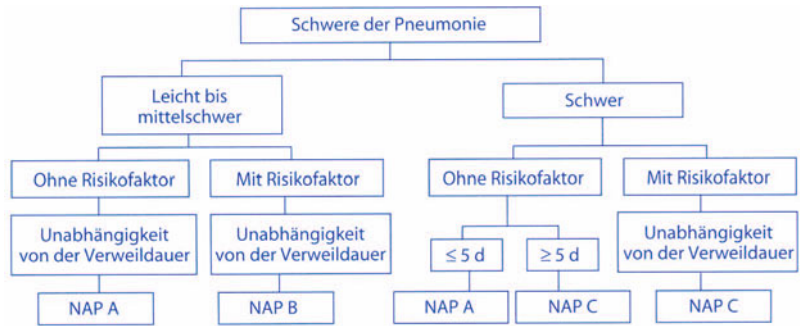 Schwere der Pneumonie
Leicht bis
mittelschwer
Schwer
Ohne Risikofaktor
Mit Risikofaktor
Ohne Risikofaktor
Mit Risikofaktor
Unabhängigkeit
von der Verweildauer
Unabhängigkeit
von der Verweildauer
≤ 5 d
≥ 5 d
Unabhängigkeit
von der Verweildauer
NAP A
NAP B
NAP A
NAP C
NAP C